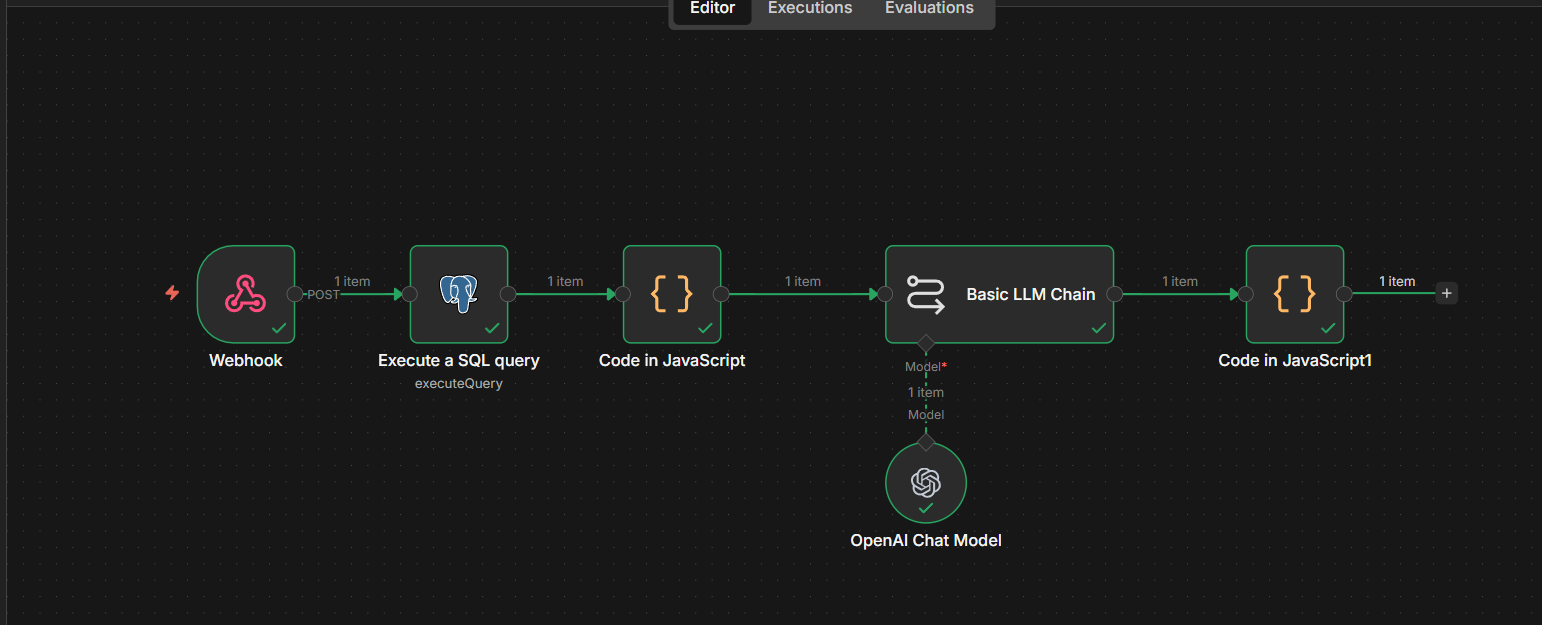 Editor Executions Evaluations
1 item 1 item 1 item 1 item 1 item
POST
Basic LLM Chain
Webhook Execute a SQL query Code in JavaScript Code in JavaScript1
executeQuery
Model*
1 item
Model
OpenAI Chat Model